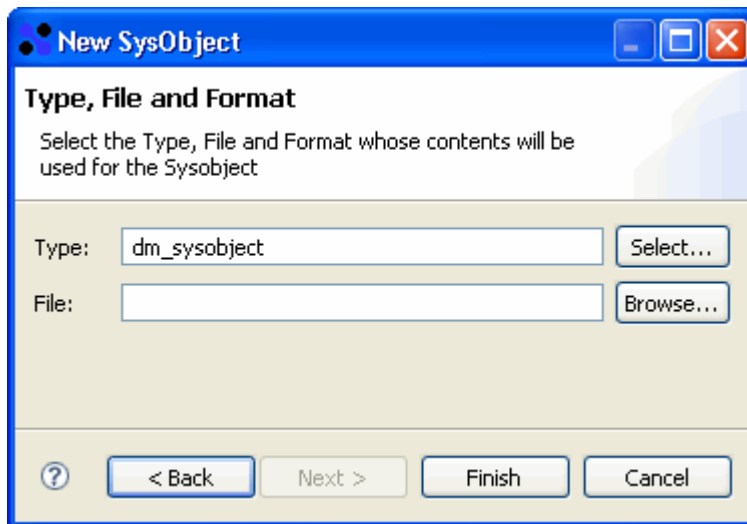 New SysObject
Type, File and Format
Select the Type, File and Format whose contents will be
used for the Sysobject
Type: dm_sysobject Select...
File: Browse...
? < Back Next > Finish Cancel